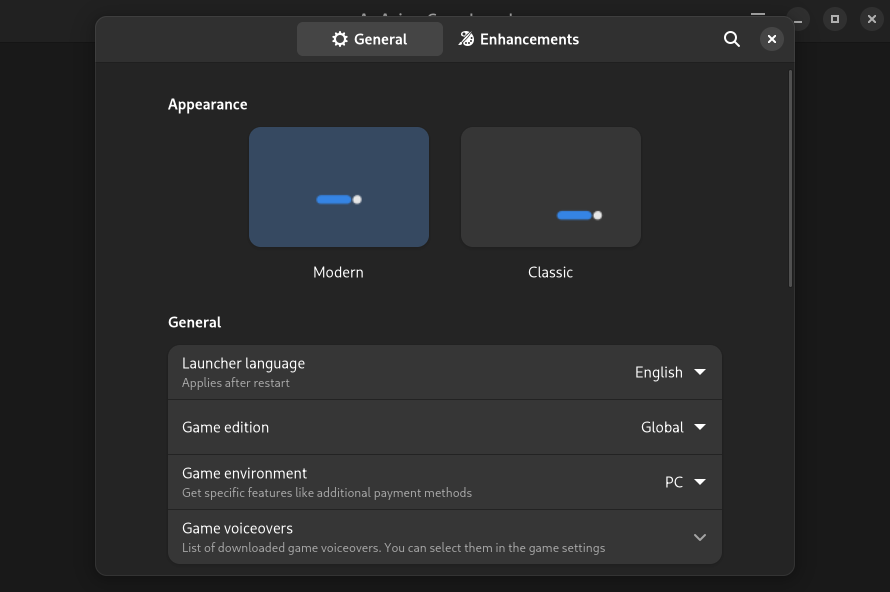 General
Enhancements
Appearance
Modern
Classic
General
Launcher language
Applies after restart
English
Game edition
Global
Game environment
Get specific features like additional payment methods
PC
Game voiceovers
List of downloaded game voiceovers. You can select them in the game settings